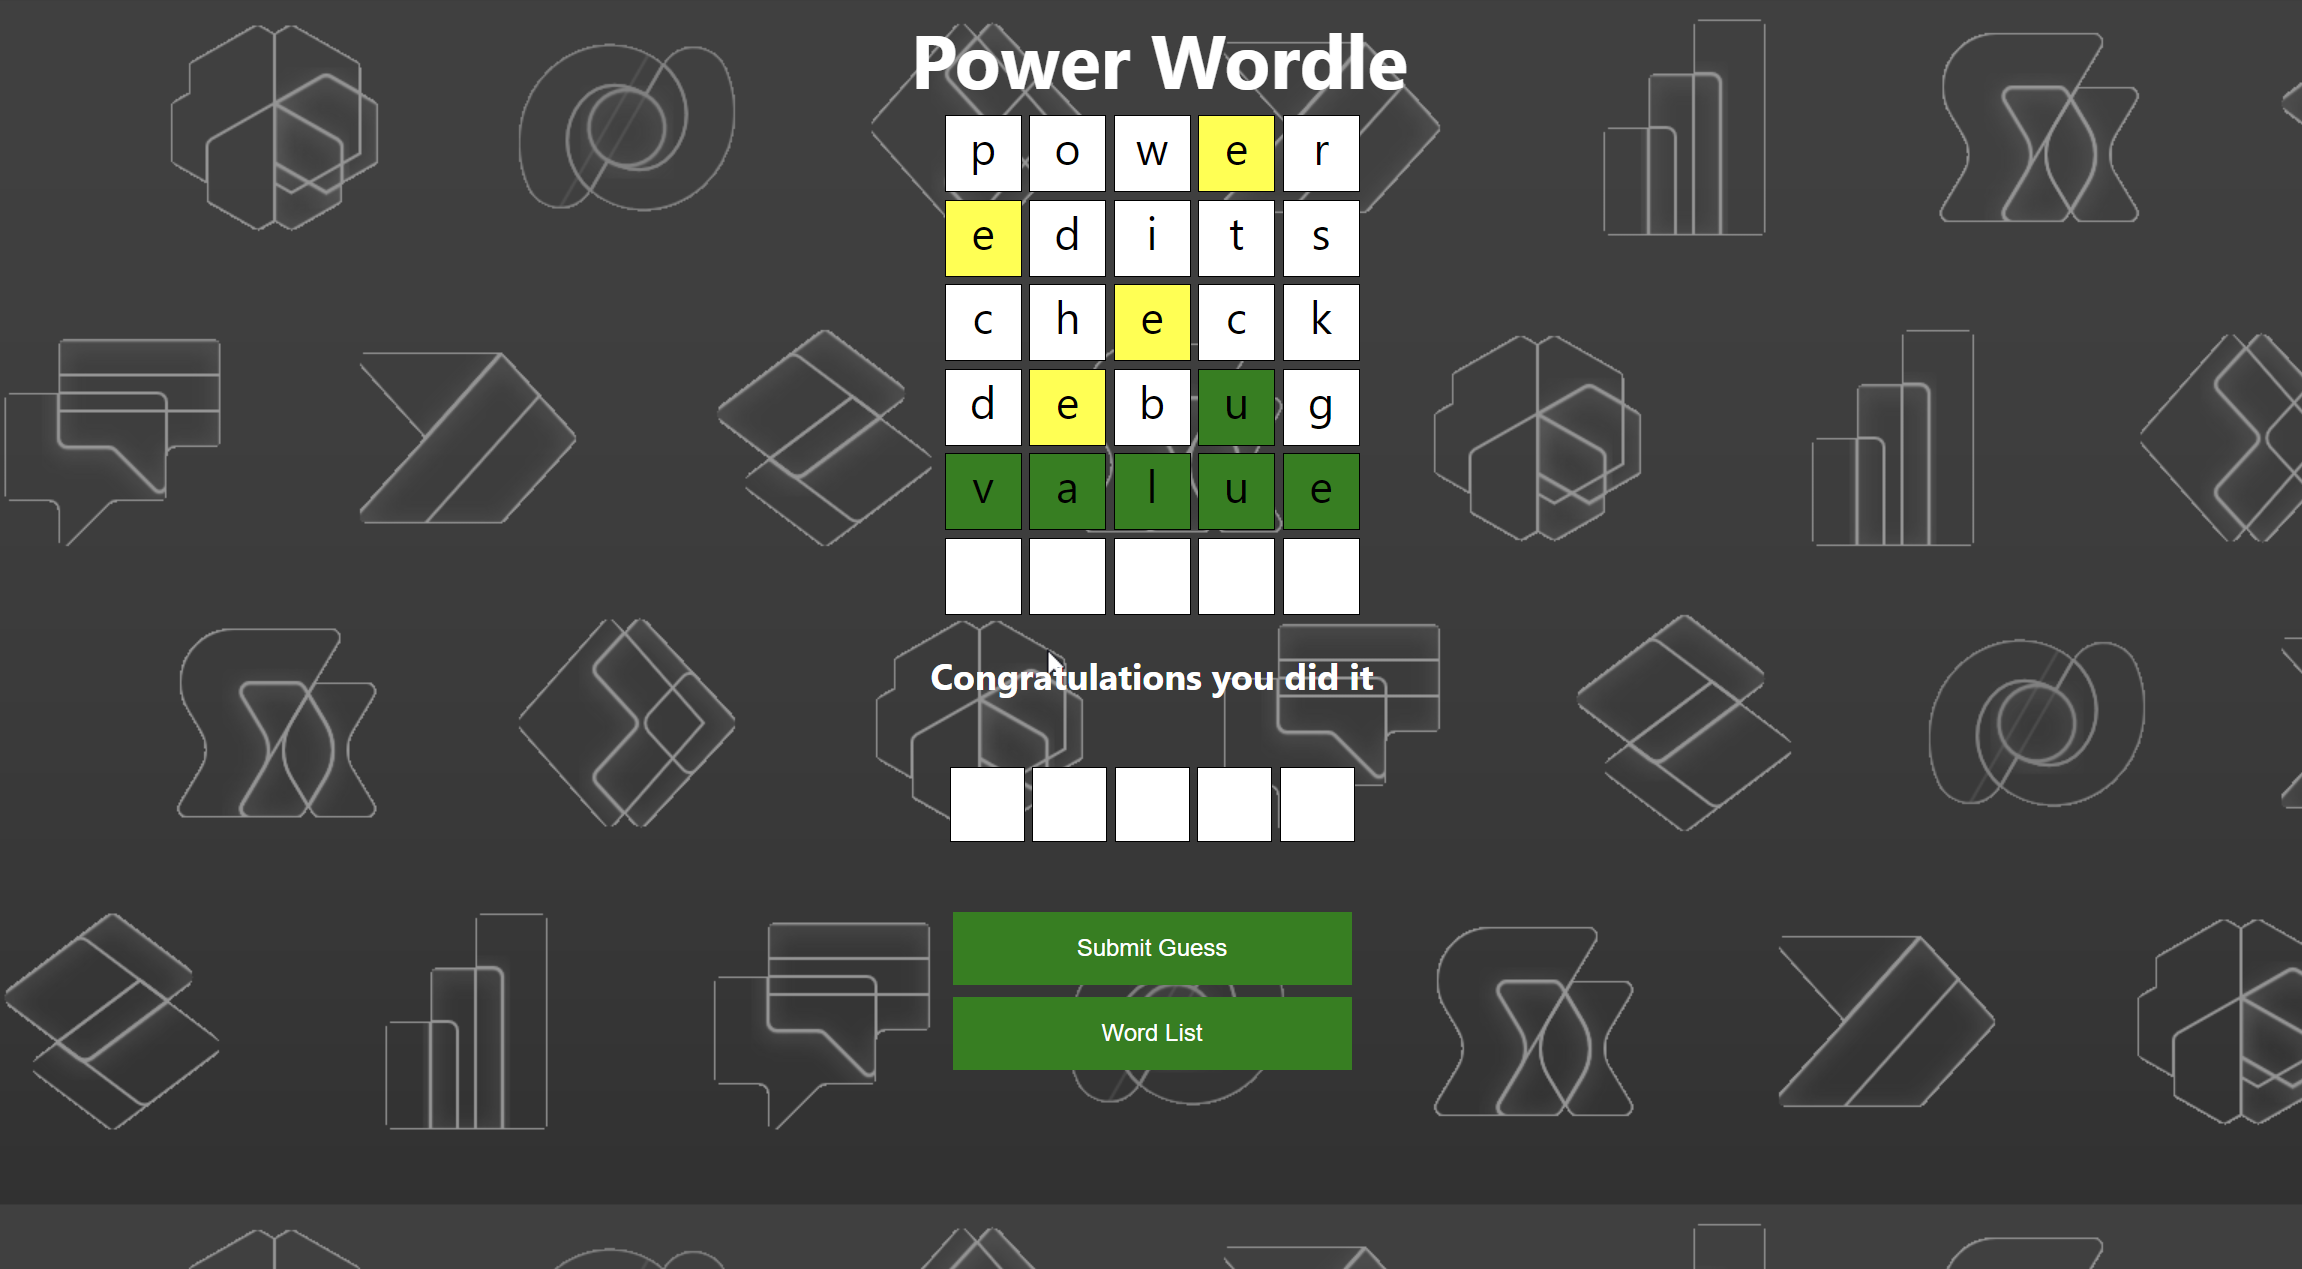 Power Wordle
p o w e r
e d i t s
c h e c k
d e b u g
v a l u e
Congratulations you did it
Submit Guess
Word List